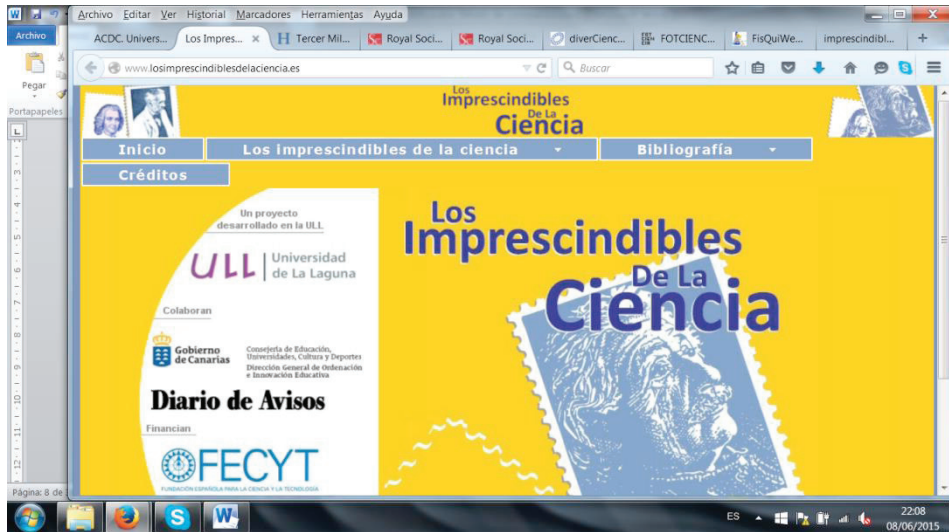 Archivo Editar Ver Historial Marcadores Herramientas Ayuda
Archivo
ACDC. Univers...
Los Impres...
Tercer Mil...
Royal Soci...
Royal Soci...
diverCienc...
FOTCIENC...
FisQuiWe...
imprescindibl...
www.losimprescindiblesdelaciencia.es
Buscar
Pegar
Portapapeles
Los
Imprescindibles
De La
Ciencia
Inicio
Los imprescindibles de la ciencia
Bibliografía
Créditos
Un proyecto
desarrollado en la ULL
ULL
Universidad
de La Laguna
Colaboran
Gobierno
de Canarias
Consejería de Educación,
Universidades, Cultura y Deportes
Dirección General de Ordenación
e Innovación Educativa
Diario de Avisos
Financian
FECYT
FUNDACIÓN ESPAÑOLA PARA LA CIENCIA Y LA TECNOLOGÍA
Los
Imprescindibles
De La
Ciencia
Página: 8 de
ES
22:08
08/06/2015